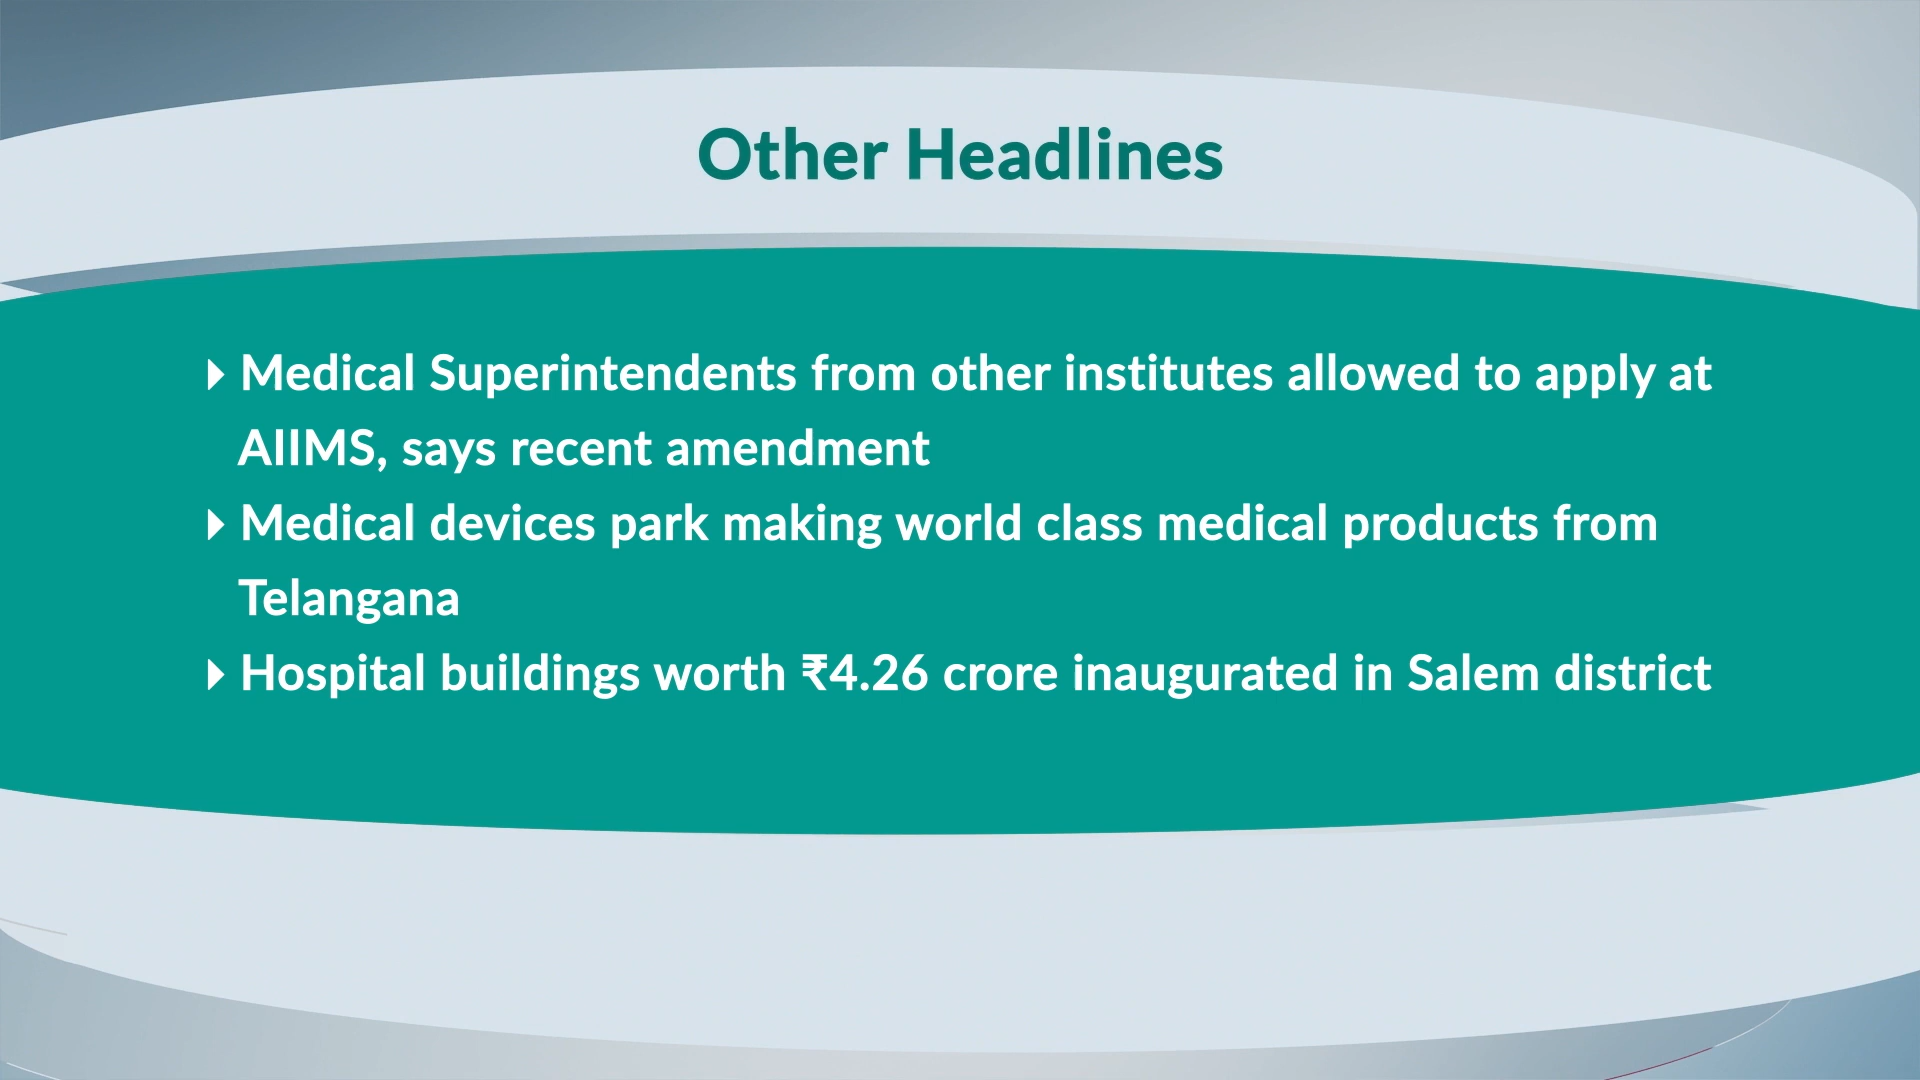 Other Headlines
Medical Superintendents from other institutes allowed to apply at
AIIMS, says recent amendment
Medical devices park making world class medical products from
Telangana
Hospital buildings worth ₹4.26 crore inaugurated in Salem district